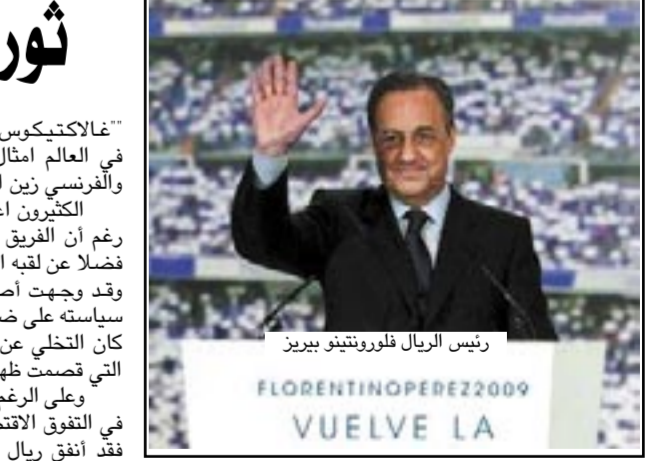 ثور
""غالاكتيكوس
في العالم امثال
والفرنسي زين ا
الكثيرون ا
رغم أن الفريق
فضلا عن لقبه ا
وقد وجهت أص
سياسته على ض
كان التخلي عن
التي قصمت ظه
وعلى الرغم
في التفوق الاقت
فقد أنفق ريال
رئيس الريال فلورونتينو بيريز
FLORENTINOPEREZ2009
VUELVE LA